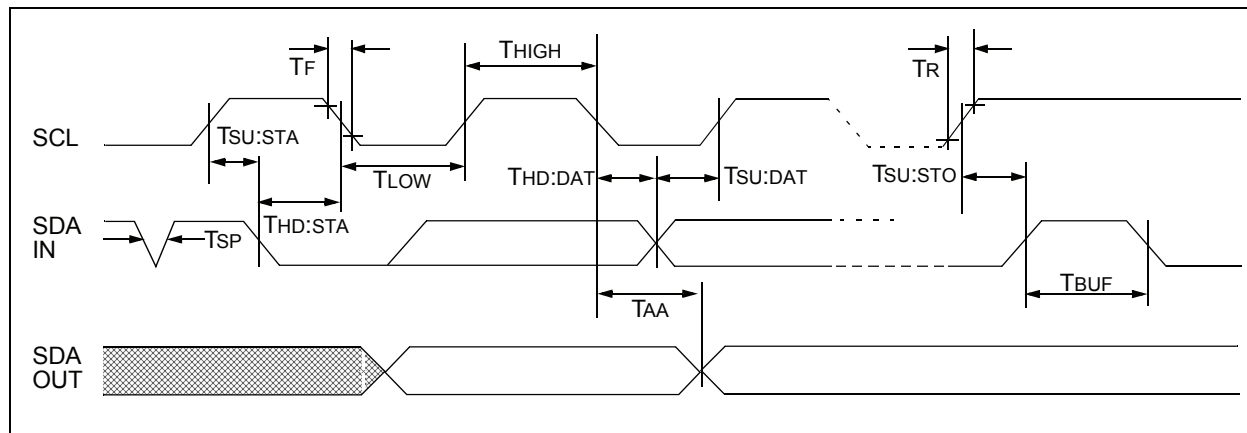 TF
THIGH
TR
SCL
TSU:STA
TLOW
THD:DAT
TSU:DAT
TSU:STO
SDA
IN
TSP
THD:STA
TBUF
TAA
SDA
OUT